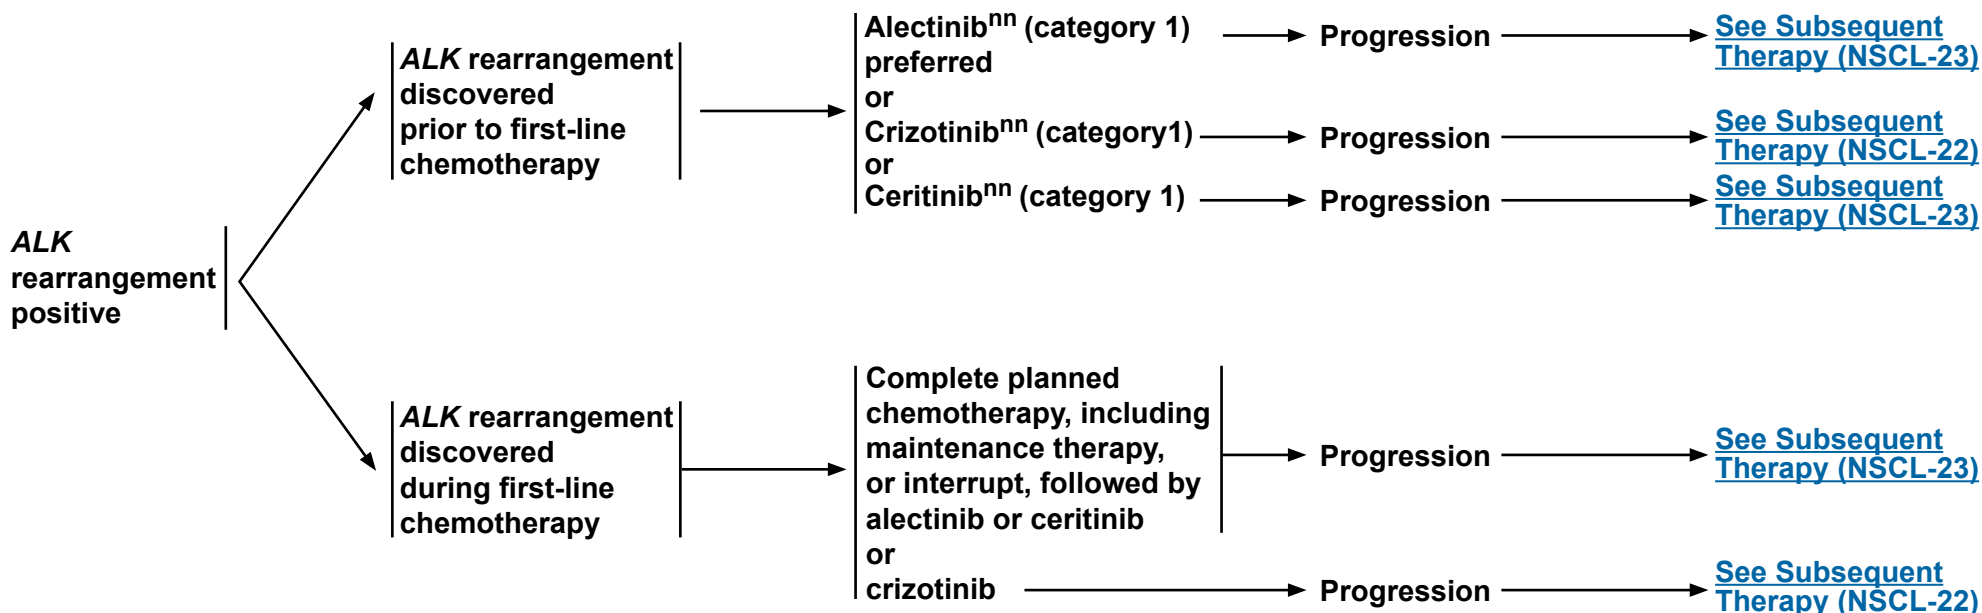 ALK
rearrangement
positive
ALK rearrangement
discovered
prior to first-line
chemotherapy
Alectinibnn (category 1)
preferred
or
Crizotinibnn (category1)
or
Ceritinibnn (category 1)
Progression
See Subsequent
Therapy (NSCL-23)
Progression
See Subsequent
Therapy (NSCL-22)
Progression
See Subsequent
Therapy (NSCL-23)
ALK rearrangement
discovered
during first-line
chemotherapy
Complete planned
chemotherapy, including
maintenance therapy,
or interrupt, followed by
alectinib or ceritinib
or
crizotinib
Progression
See Subsequent
Therapy (NSCL-23)
Progression
See Subsequent
Therapy (NSCL-22)